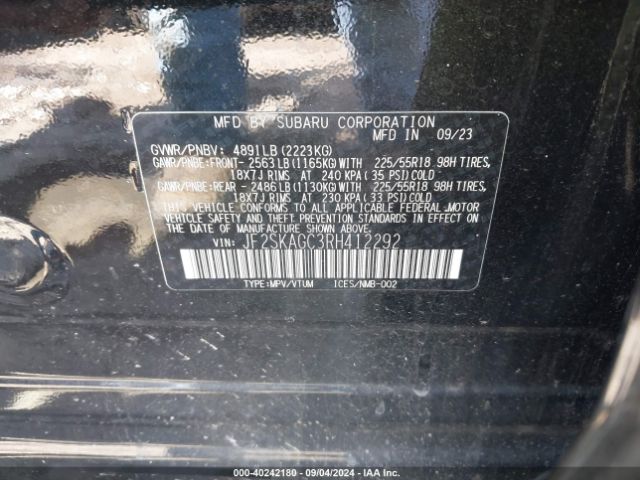 MFD BY SUBARU CORPORATION
MFD IN 09/23
GVWR/PNBV: 4891LB (2223KG)
GAWR/PNBE:FRONT- 2563LB(1165KG)WITH 225/55R18 98H TIRES,
18X7J RIMS AT 240 KPA(35 PSI)COLD
GAWR/PNBE:REAR - 2486LB(1130KG)WITH 225/55R18 98H TIRES,
18X7J RIMS AT 230 KPA(33 PSI)COLD
THIS VEHICLE CONFORMS TO ALL APPLICABLE FEDERAL MOTOR
VEHICLE SAFETY AND THEFT PREVENTION STANDARDS IN EFFECT ON
THE DATE OF MANUFACTURE SHOWN ABOVE.
VIN: JF2SKAGC3RH412292
TYPE:MPV/VTUM ICES/NMB-002
000-40242180 - 09/04/2024 - IAA Inc.